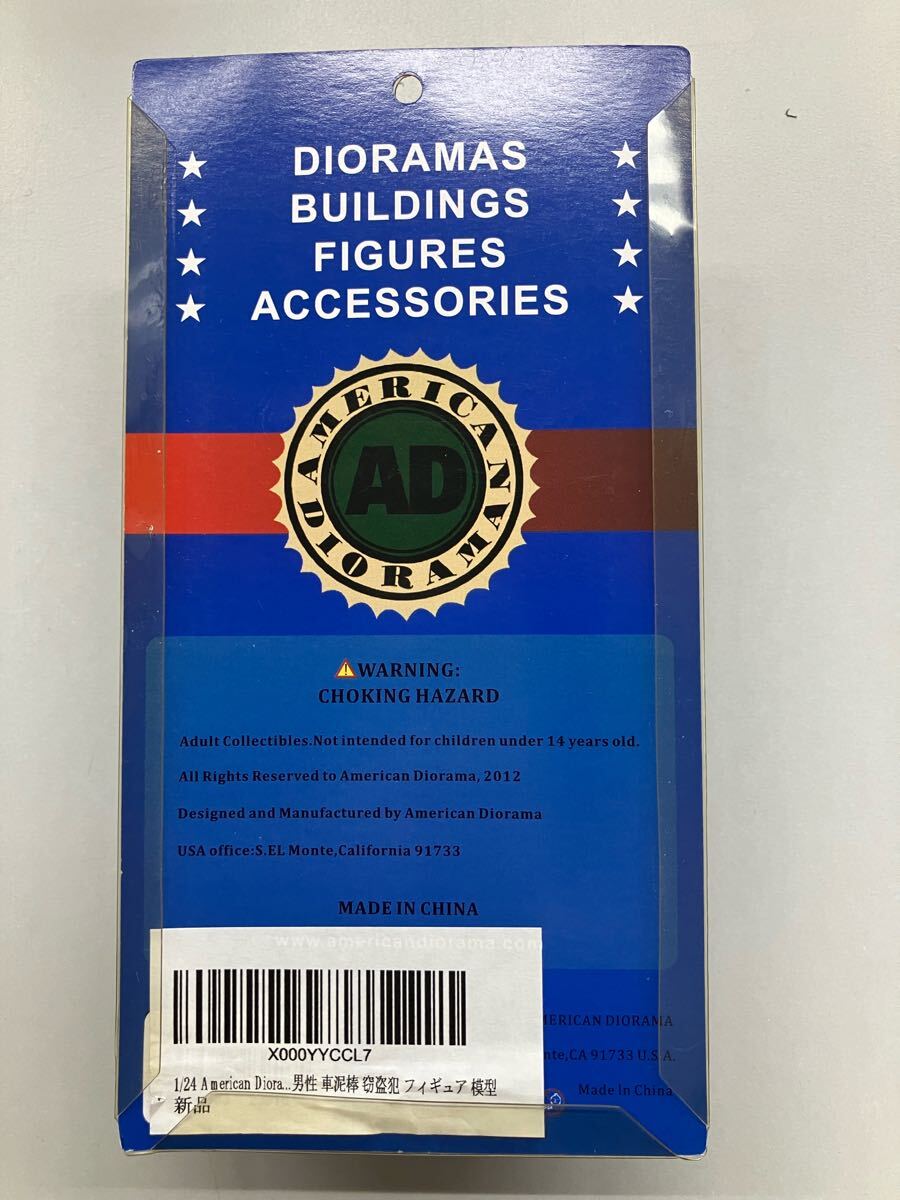 DIORAMAS
BUILDINGS
FIGURES
ACCESSORIES
AMERICAN
AD
DIORAMA
WARNING:
CHOKING HAZARD
Adult Collectibles.Not intended for children under 14 years old.
All Rights Reserved to American Diorama, 2012
Designed and Manufactured by American Diorama
USA office:S.EL Monte,California 91733
MADE IN CHINA
www.americandiorama.com
X000YYCCL7
1/24 American Diora...男性 車泥棒 窃盗犯 フィギュア 模型
新品
ERICAN DIORAMA
nte,CA 91733 U.S.A.
Made in China